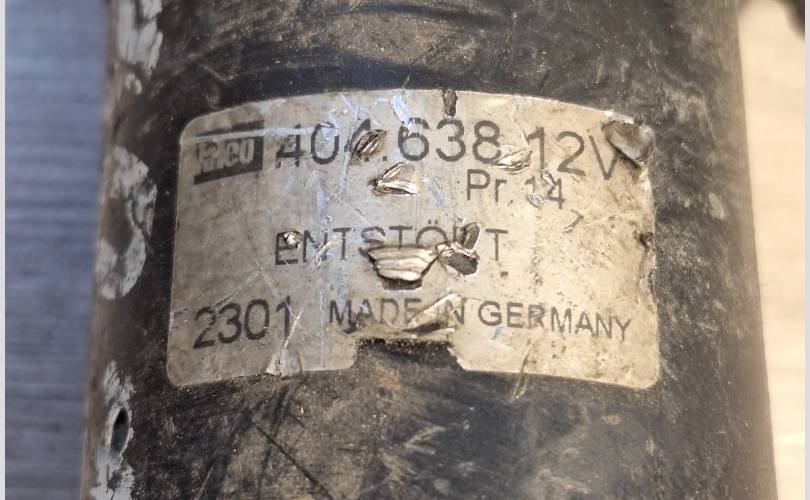 404.638 12V
Pr. 14
ENTSTÖRT
2301 MADE IN GERMANY